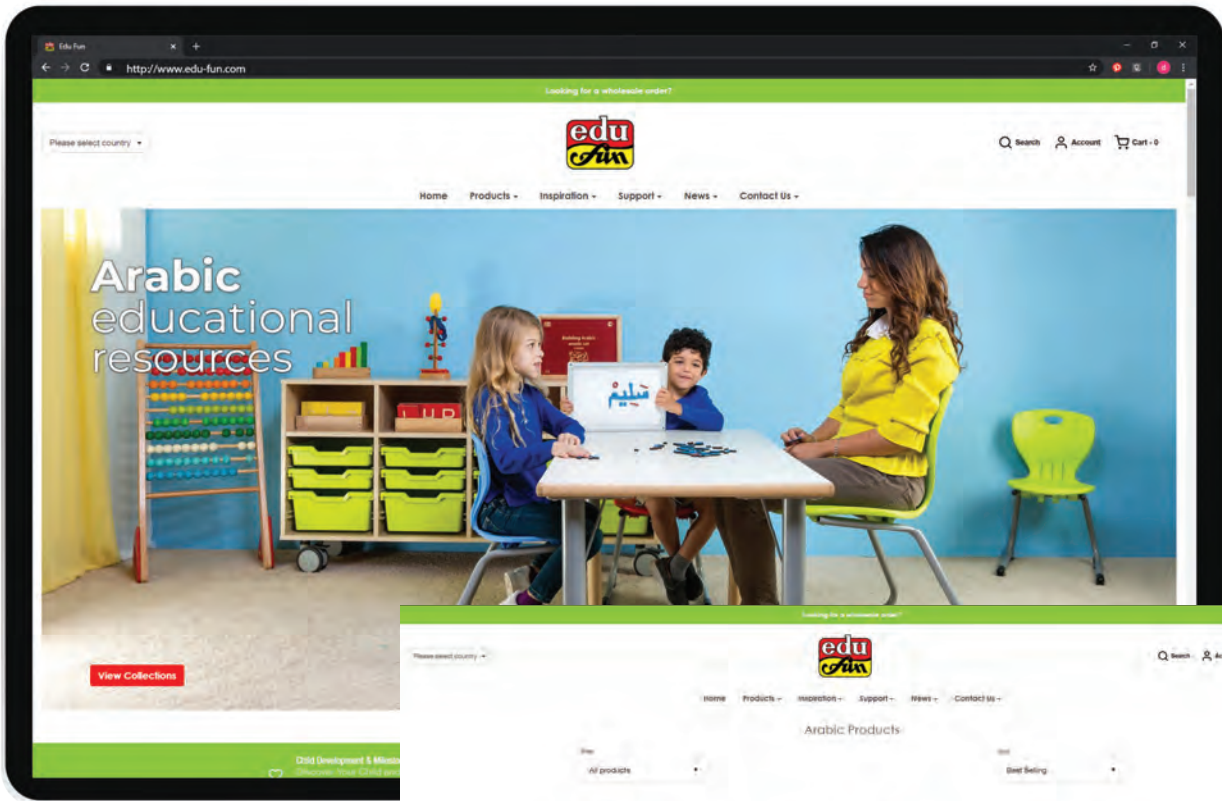 Edu Fun
http://www.edu-fun.com
Looking for a wholesale order?
Please select country
edu
fun
Search Account Cart - 0
Home Products Inspiration Support News Contact Us
Arabic
educational
resources
سَلِيمٌ
View Collections
Child Development &
Discover Your Child
Looking for a wholesale order?
Please select country
edu
fun
Search
Home Products Inspiration Support News Contact Us
Arabic Products
All products
Best Selling